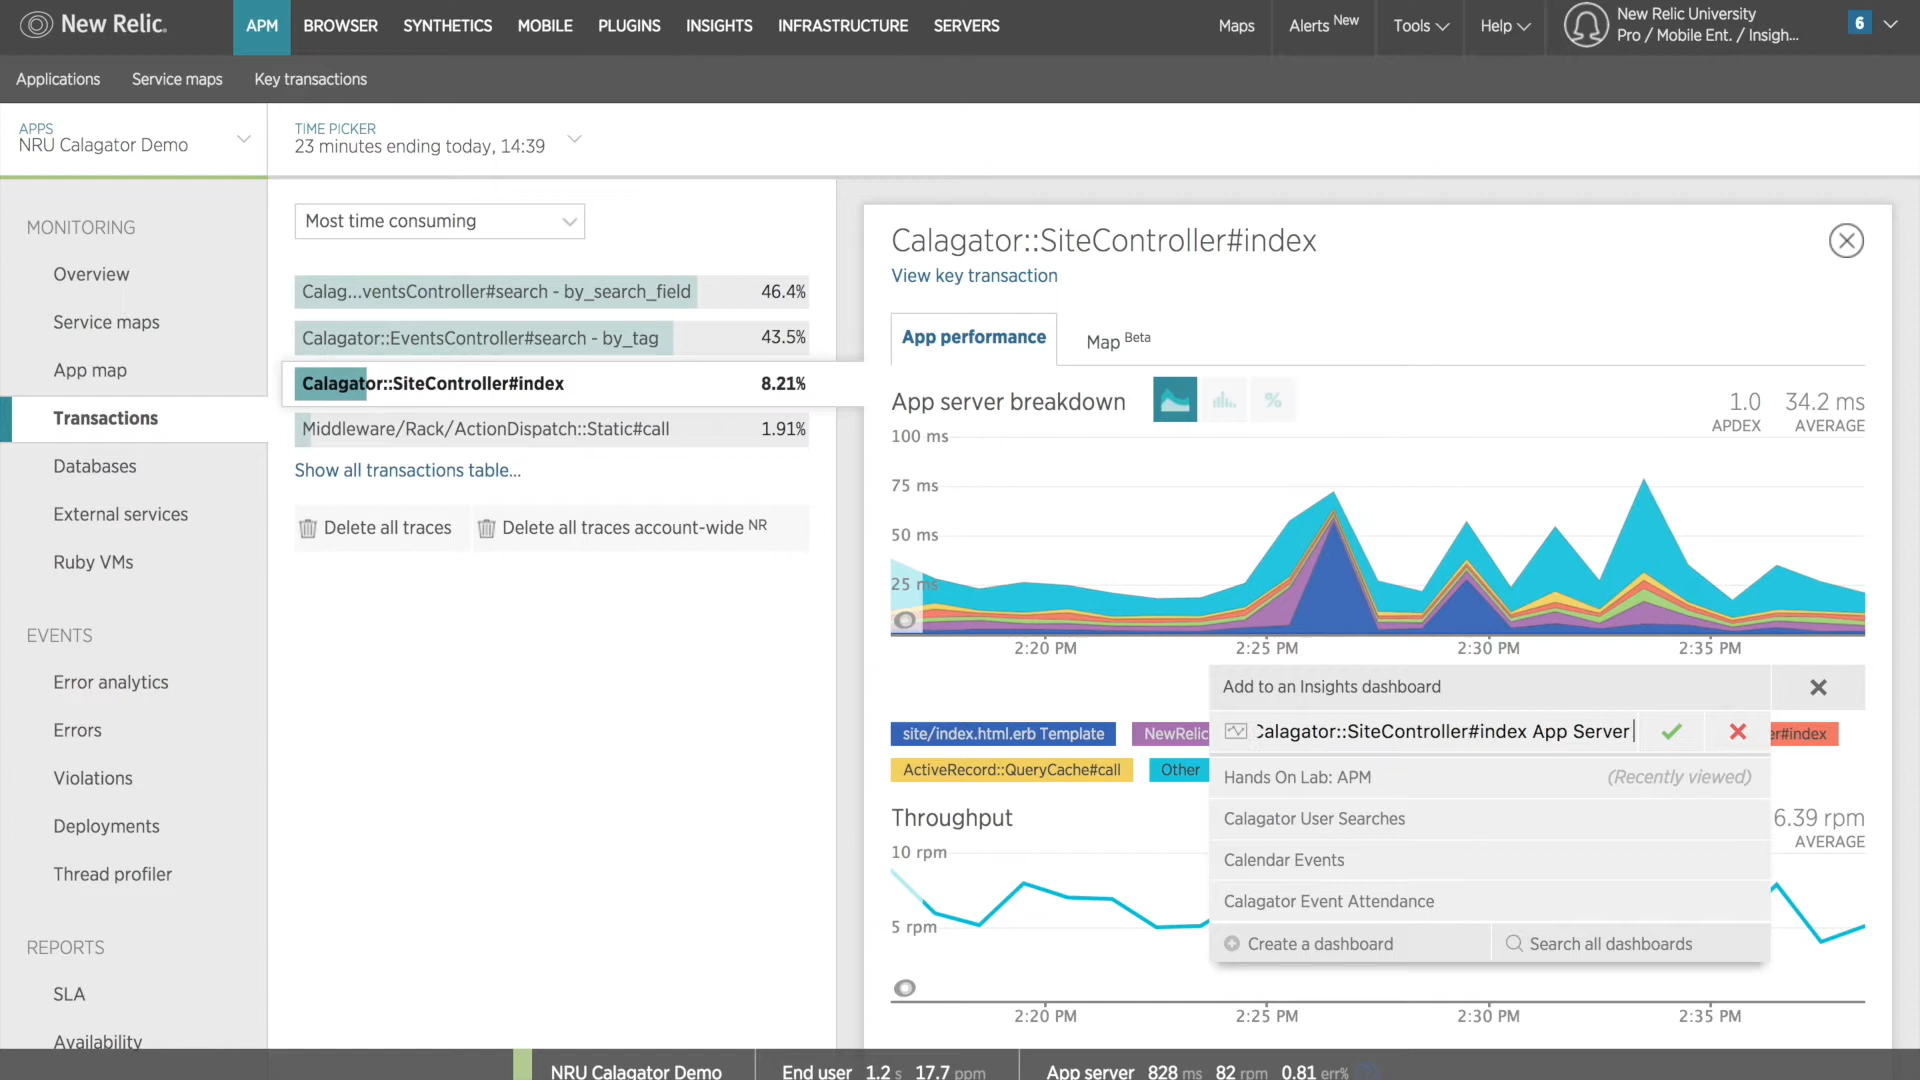 New Relic.
APM BROWSER SYNTHETICS MOBILE PLUGINS INSIGHTS INFRASTRUCTURE SERVERS
Maps Alerts New Tools Help
New Relic University
Pro / Mobile Ent. / Insigh...
6
Applications Service maps Key transactions
APPS
NRU Calagator Demo
TIME PICKER
23 minutes ending today, 14:39
MONITORING
Overview
Service maps
App map
Transactions
Databases
External services
Ruby VMs
EVENTS
Error analytics
Errors
Violations
Deployments
Thread profiler
REPORTS
SLA
Availability
Most time consuming
Calag...ventsController#search - by_search_field 46.4%
Calagator::EventsController#search - by_tag 43.5%
Calagator::SiteController#index 8.21%
Middleware/Rack/ActionDispatch::Static#call 1.91%
Show all transactions table...
Delete all traces Delete all traces account-wide NR
Calagator::SiteController#index
View key transaction
App performance Map Beta
App server breakdown %
1.0 34.2 ms
APDEX AVERAGE
100 ms
75 ms
50 ms
25 ms
2:20 PM 2:25 PM 2:30 PM 2:35 PM
Add to an Insights dashboard
Calagator::SiteController#index App Server
site/index.html.erb Template NewRelic er#index
ActiveRecord::QueryCache#call Other
Hands On Lab: APM (Recently viewed)
Calagator User Searches
Calendar Events
Calagator Event Attendance
Create a dashboard Search all dashboards
Throughput
6.39 rpm
AVERAGE
10 rpm
5 rpm
2:20 PM 2:25 PM 2:30 PM 2:35 PM
NRU Calagator Demo End user 1.2 s 17.7 ppm App server 828 ms 82 rpm 0.81 err%